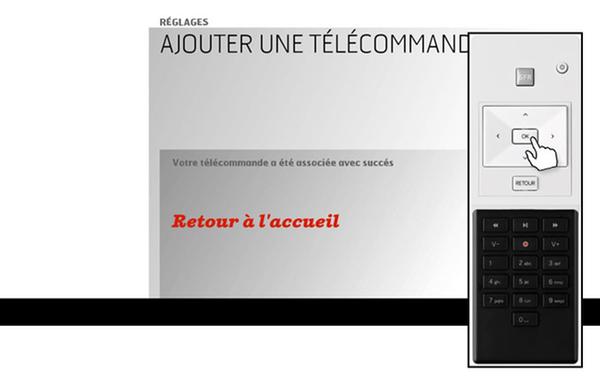 RÉGLAGES
AJOUTER UNE TÉLÉCOMMAND
Votre télécommande a été associée avec succés
Retour à l'accueil
SFR
OK
RETOUR
V- V+
1 2 abc 3 def
4 ghi 5 jkl 6 mno
7 pqrs 8 tuv 9 wxyz
0